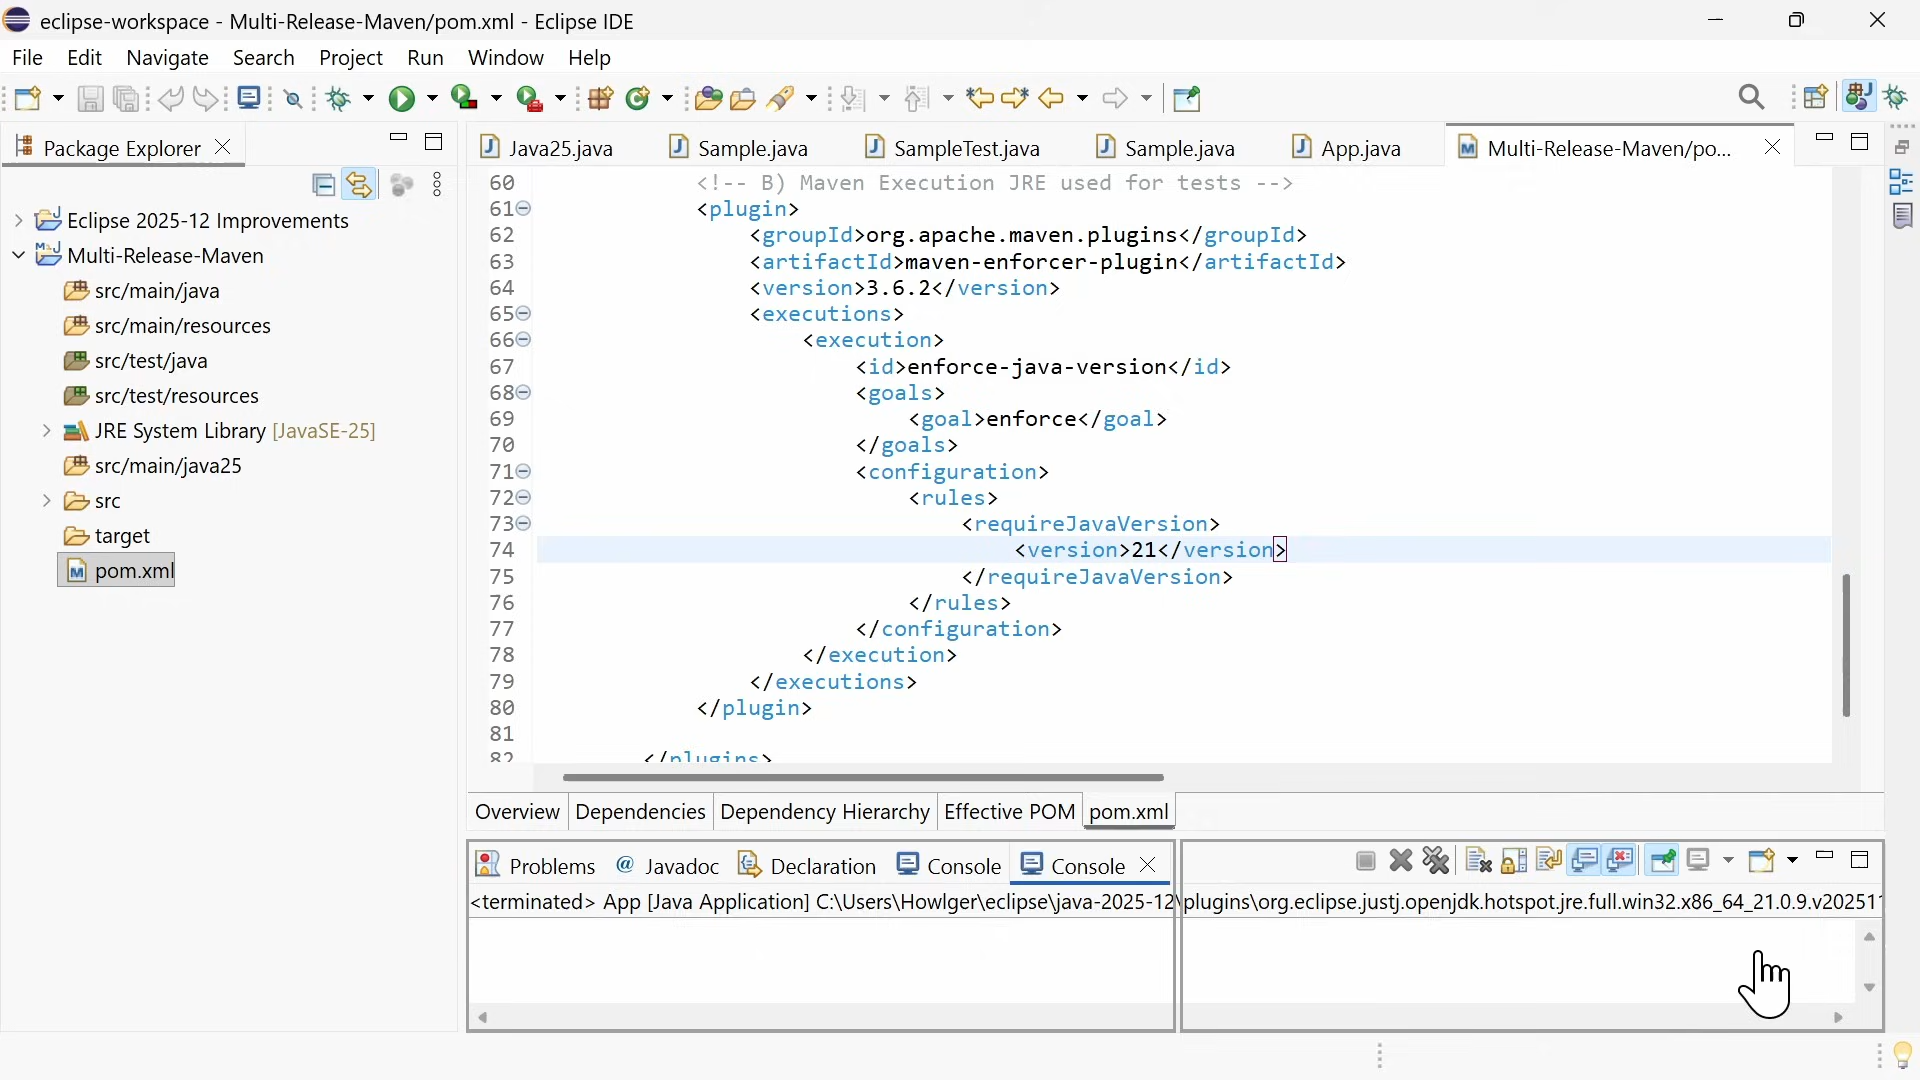 eclipse-workspace - Multi-Release-Maven/pom.xml - Eclipse IDE
File Edit Navigate Search Project Run Window Help
Package Explorer
Eclipse 2025-12 Improvements
Multi-Release-Maven
src/main/java
src/main/resources
src/test/java
src/test/resources
JRE System Library [JavaSE-25]
src/main/java25
src
target
pom.xml
Java25.java Sample.java SampleTest.java Sample.java App.java Multi-Release-Maven/po...
60 <!-- B) Maven Execution JRE used for tests -->
61 <plugin>
62 <groupId>org.apache.maven.plugins</groupId>
63 <artifactId>maven-enforcer-plugin</artifactId>
64 <version>3.6.2</version>
65 <executions>
66 <execution>
67 <id>enforce-java-version</id>
68 <goals>
69 <goal>enforce</goal>
70 </goals>
71 <configuration>
72 <rules>
73 <requireJavaVersion>
74 <version>21</version>
75 </requireJavaVersion>
76 </rules>
77 </configuration>
78 </execution>
79 </executions>
80 </plugin>
81
82 </plugins>
Overview Dependencies Dependency Hierarchy Effective POM pom.xml
Problems Javadoc Declaration Console Console
<terminated> App [Java Application] C:\Users\Howlger\eclipse\java-2025-12\plugins\org.eclipse.justj.openjdk.hotspot.jre.full.win32.x86_64_21.0.9.v202511